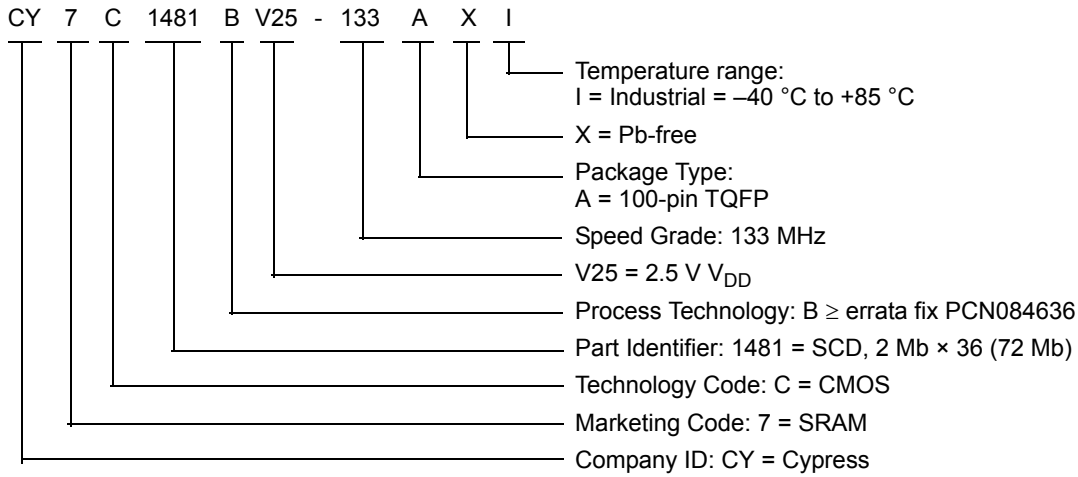 CY 7 C 1481 B V25 - 133 A X I
Temperature range:
I = Industrial = –40 °C to +85 °C
X = Pb-free
Package Type:
A = 100-pin TQFP
Speed Grade: 133 MHz
V25 = 2.5 V VDD
Process Technology: B ≥ errata fix PCN084636
Part Identifier: 1481 = SCD, 2 Mb × 36 (72 Mb)
Technology Code: C = CMOS
Marketing Code: 7 = SRAM
Company ID: CY = Cypress